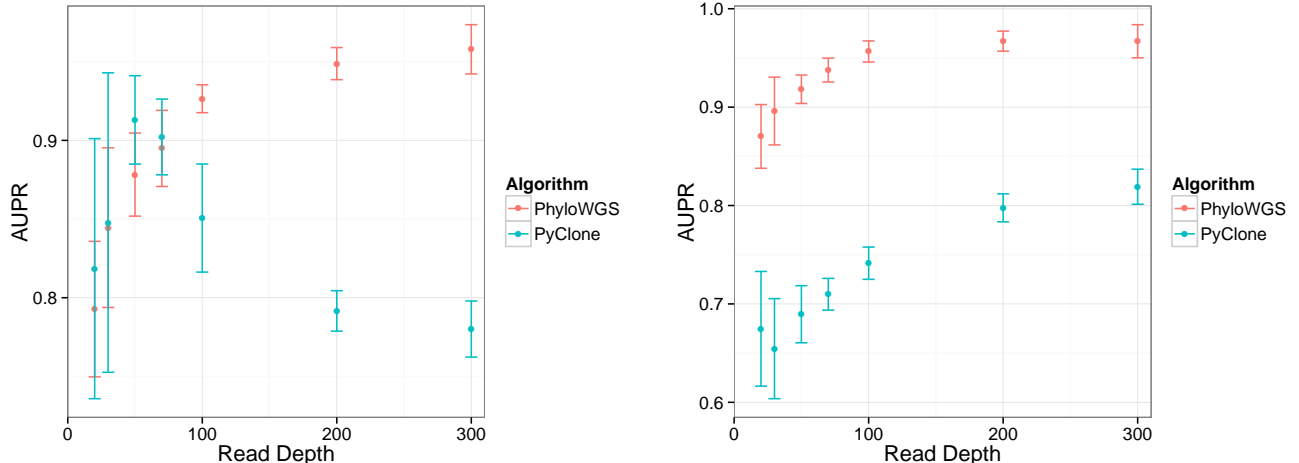 AUPR
0.9
0.8
0
100
200
300
Read Depth
Algorithm
PhyloWGS
PyClone
AUPR
1.0
0.9
0.8
0.7
0.6
0
100
200
300
Read Depth
Algorithm
PhyloWGS
PyClone